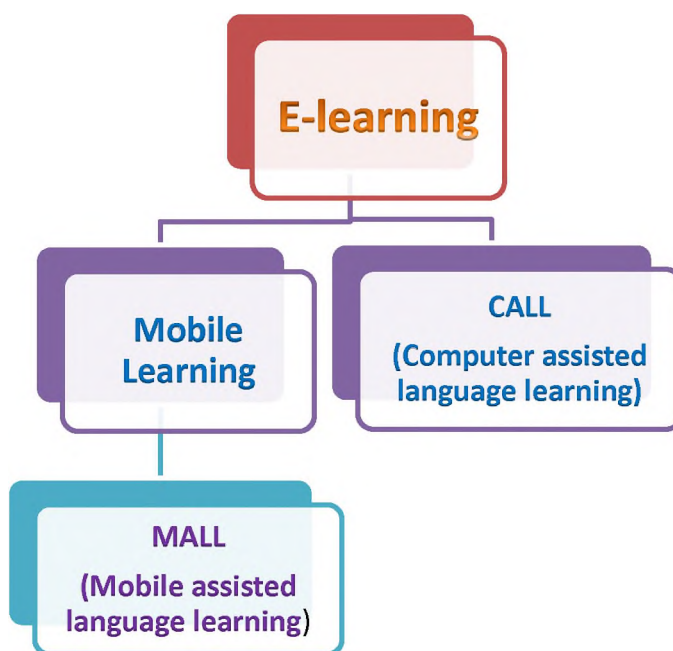 E-learning
Mobile
Learning
CALL
(Computer assisted
language learning)
MALL
(Mobile assisted
language learning)